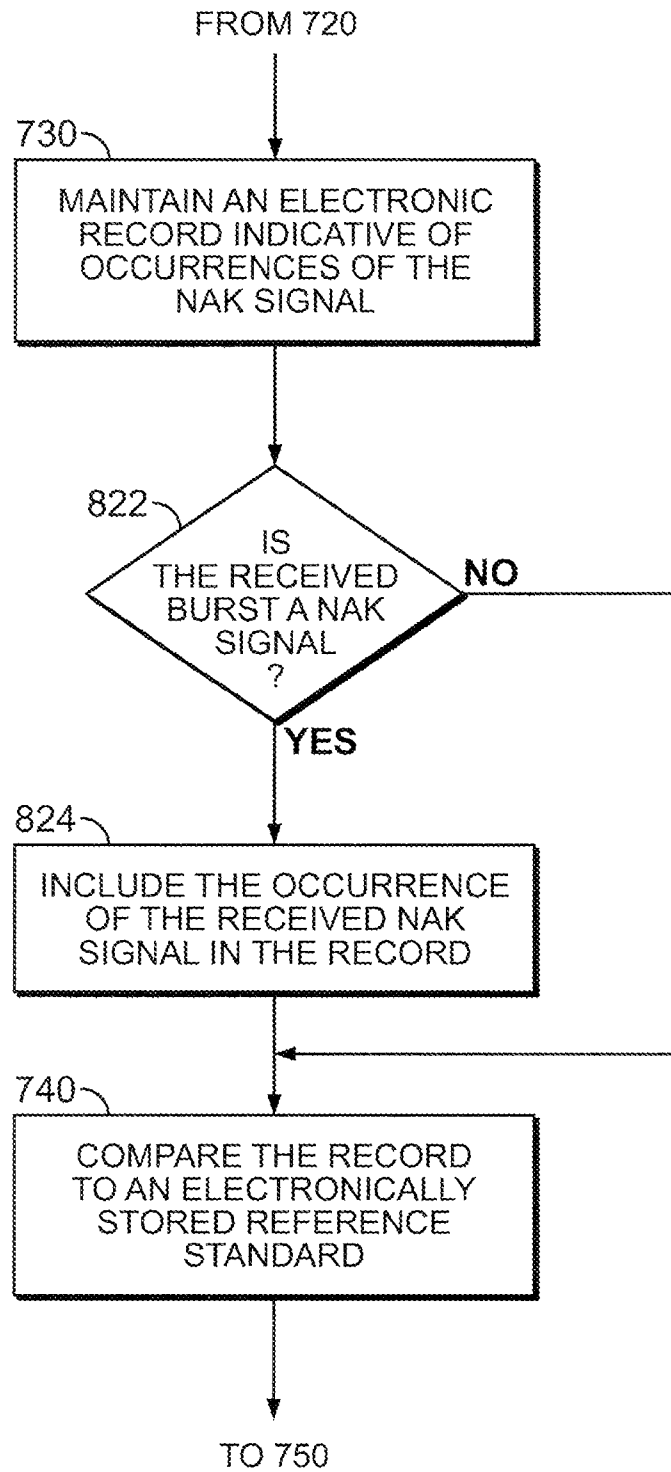 FROM 720
730
MAINTAIN AN ELECTRONIC
RECORD INDICATIVE OF
OCCURRENCES OF THE
NAK SIGNAL
822
IS
THE RECEIVED
BURST A NAK
SIGNAL
?
NO
YES
824
INCLUDE THE OCCURRENCE
OF THE RECEIVED NAK
SIGNAL IN THE RECORD
740
COMPARE THE RECORD
TO AN ELECTRONICALLY
STORED REFERENCE
STANDARD
TO 750